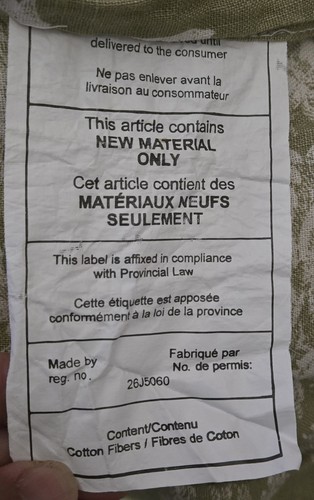 until
delivered to the consumer
Ne pas enlever avant la
livraison au consommateur
This article contains
NEW MATERIAL
ONLY
Cet article contient des
MATÉRIAUX NEUFS
SEULEMENT
This label is affixed in compliance
with Provincial Law
Cette étiquette est apposée
conformément à la loi de la province
Made by
reg. no.
Fabriqué par
No. de permis:
26J5060
Content/Contenu
Cotton Fibers / Fibres de Coton